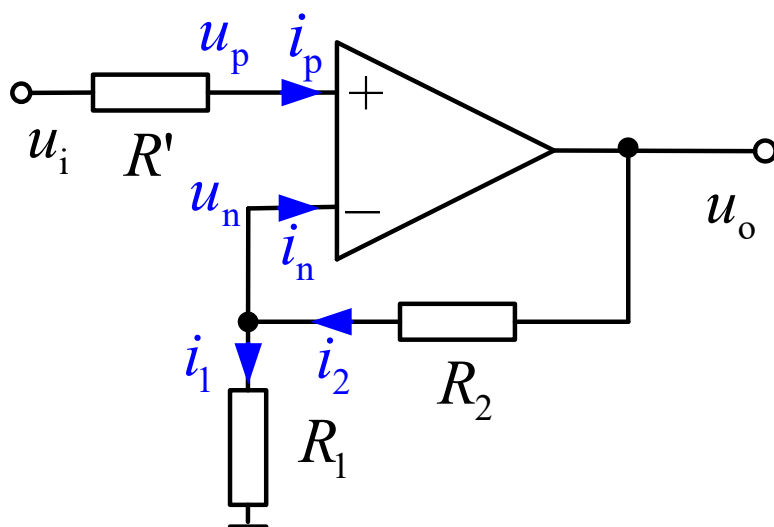 u_p i_p
+
u_i R'
u_n −
i_n
u_o
i_1 i_2
R_2
R_1